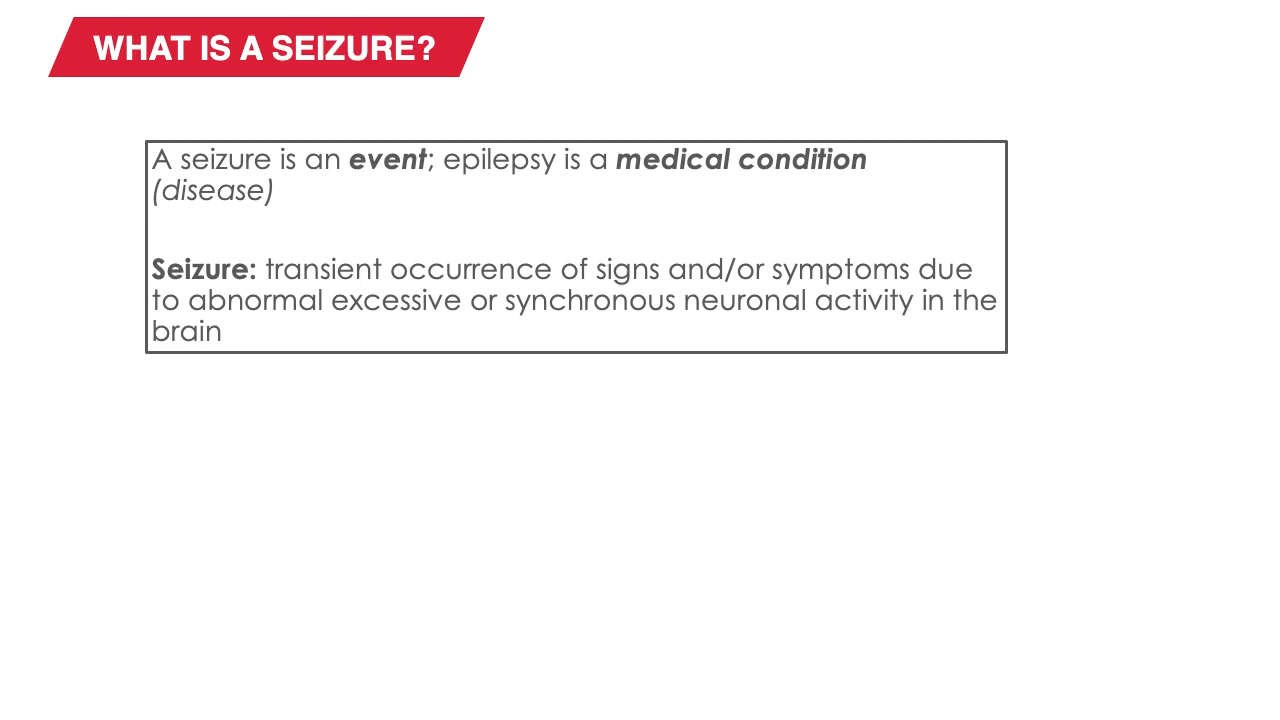 WHAT IS A SEIZURE?
A seizure is an event; epilepsy is a medical condition
(disease)
Seizure: transient occurrence of signs and/or symptoms due
to abnormal excessive or synchronous neuronal activity in the
brain